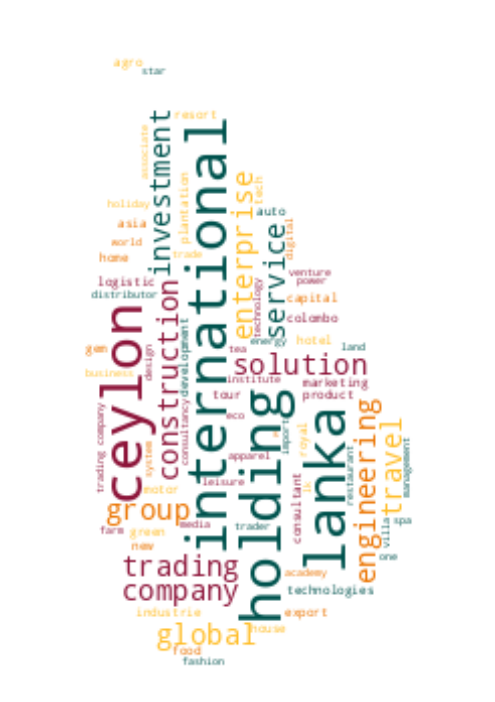 agro
star
resort
investment
associate
international
plantation
enterprise
tech
holiday
auto
asia
service
digital
world
home
trade
venture
power
logistic
distributor
construction
technology
capital
ceylon
colombo
development
energy
hotel
land
gem
design
tea
solution
business
institute
marketing
tour
product
holding
trading company
consultancy
eco
import
lanka
engineering
royal
travel
system
apparel
restaurant
management
motor
leisure
consultant
lk
group
media
trader
villa
spa
farm
green
new
one
trading
academy
company
technologies
industrie
export
global
house
food
fashion